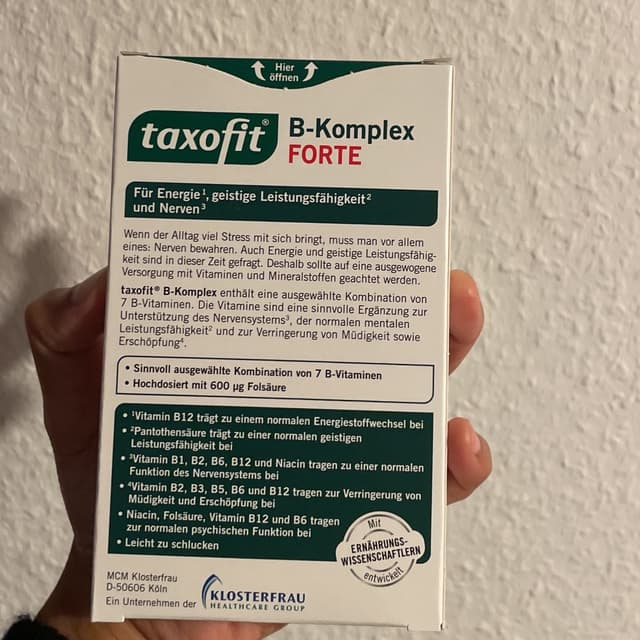 Hier
öffnen
taxofit®
B-Komplex
FORTE
Für Energie¹, geistige Leistungsfähigkeit²
und Nerven³
Wenn der Alltag viel Stress mit sich bringt, muss man vor allem
eines: Nerven bewahren. Auch Energie und geistige Leistungsfähig-
keit sind in dieser Zeit gefragt. Deshalb sollte auf eine ausgewogene
Versorgung mit Vitaminen und Mineralstoffen geachtet werden.
taxofit® B-Komplex enthält eine ausgewählte Kombination von
7 B-Vitaminen. Die Vitamine sind eine sinnvolle Ergänzung zur
Unterstützung des Nervensystems³, der normalen mentalen
Leistungsfähigkeit² und zur Verringerung von Müdigkeit sowie
Erschöpfung⁴.
• Sinnvoll ausgewählte Kombination von 7 B-Vitaminen
• Hochdosiert mit 600 µg Folsäure
• ¹Vitamin B12 trägt zu einem normalen Energiestoffwechsel bei
• ²Pantothensäure trägt zu einer normalen geistigen
Leistungsfähigkeit bei
• ³Vitamin B1, B2, B6, B12 und Niacin tragen zu einer normalen
Funktion des Nervensystems bei
• ⁴Vitamin B2, B3, B5, B6 und B12 tragen zur Verringerung von
Müdigkeit und Erschöpfung bei
• Niacin, Folsäure, Vitamin B12 und B6 tragen
zur normalen psychischen Funktion bei
• Leicht zu schlucken
Mit
ERNÄHRUNGS-
WISSENSCHAFTLERN
entwickelt
MCM Klosterfrau
D-50606 Köln
Ein Unternehmen der
KLOSTERFRAU
HEALTHCARE GROUP